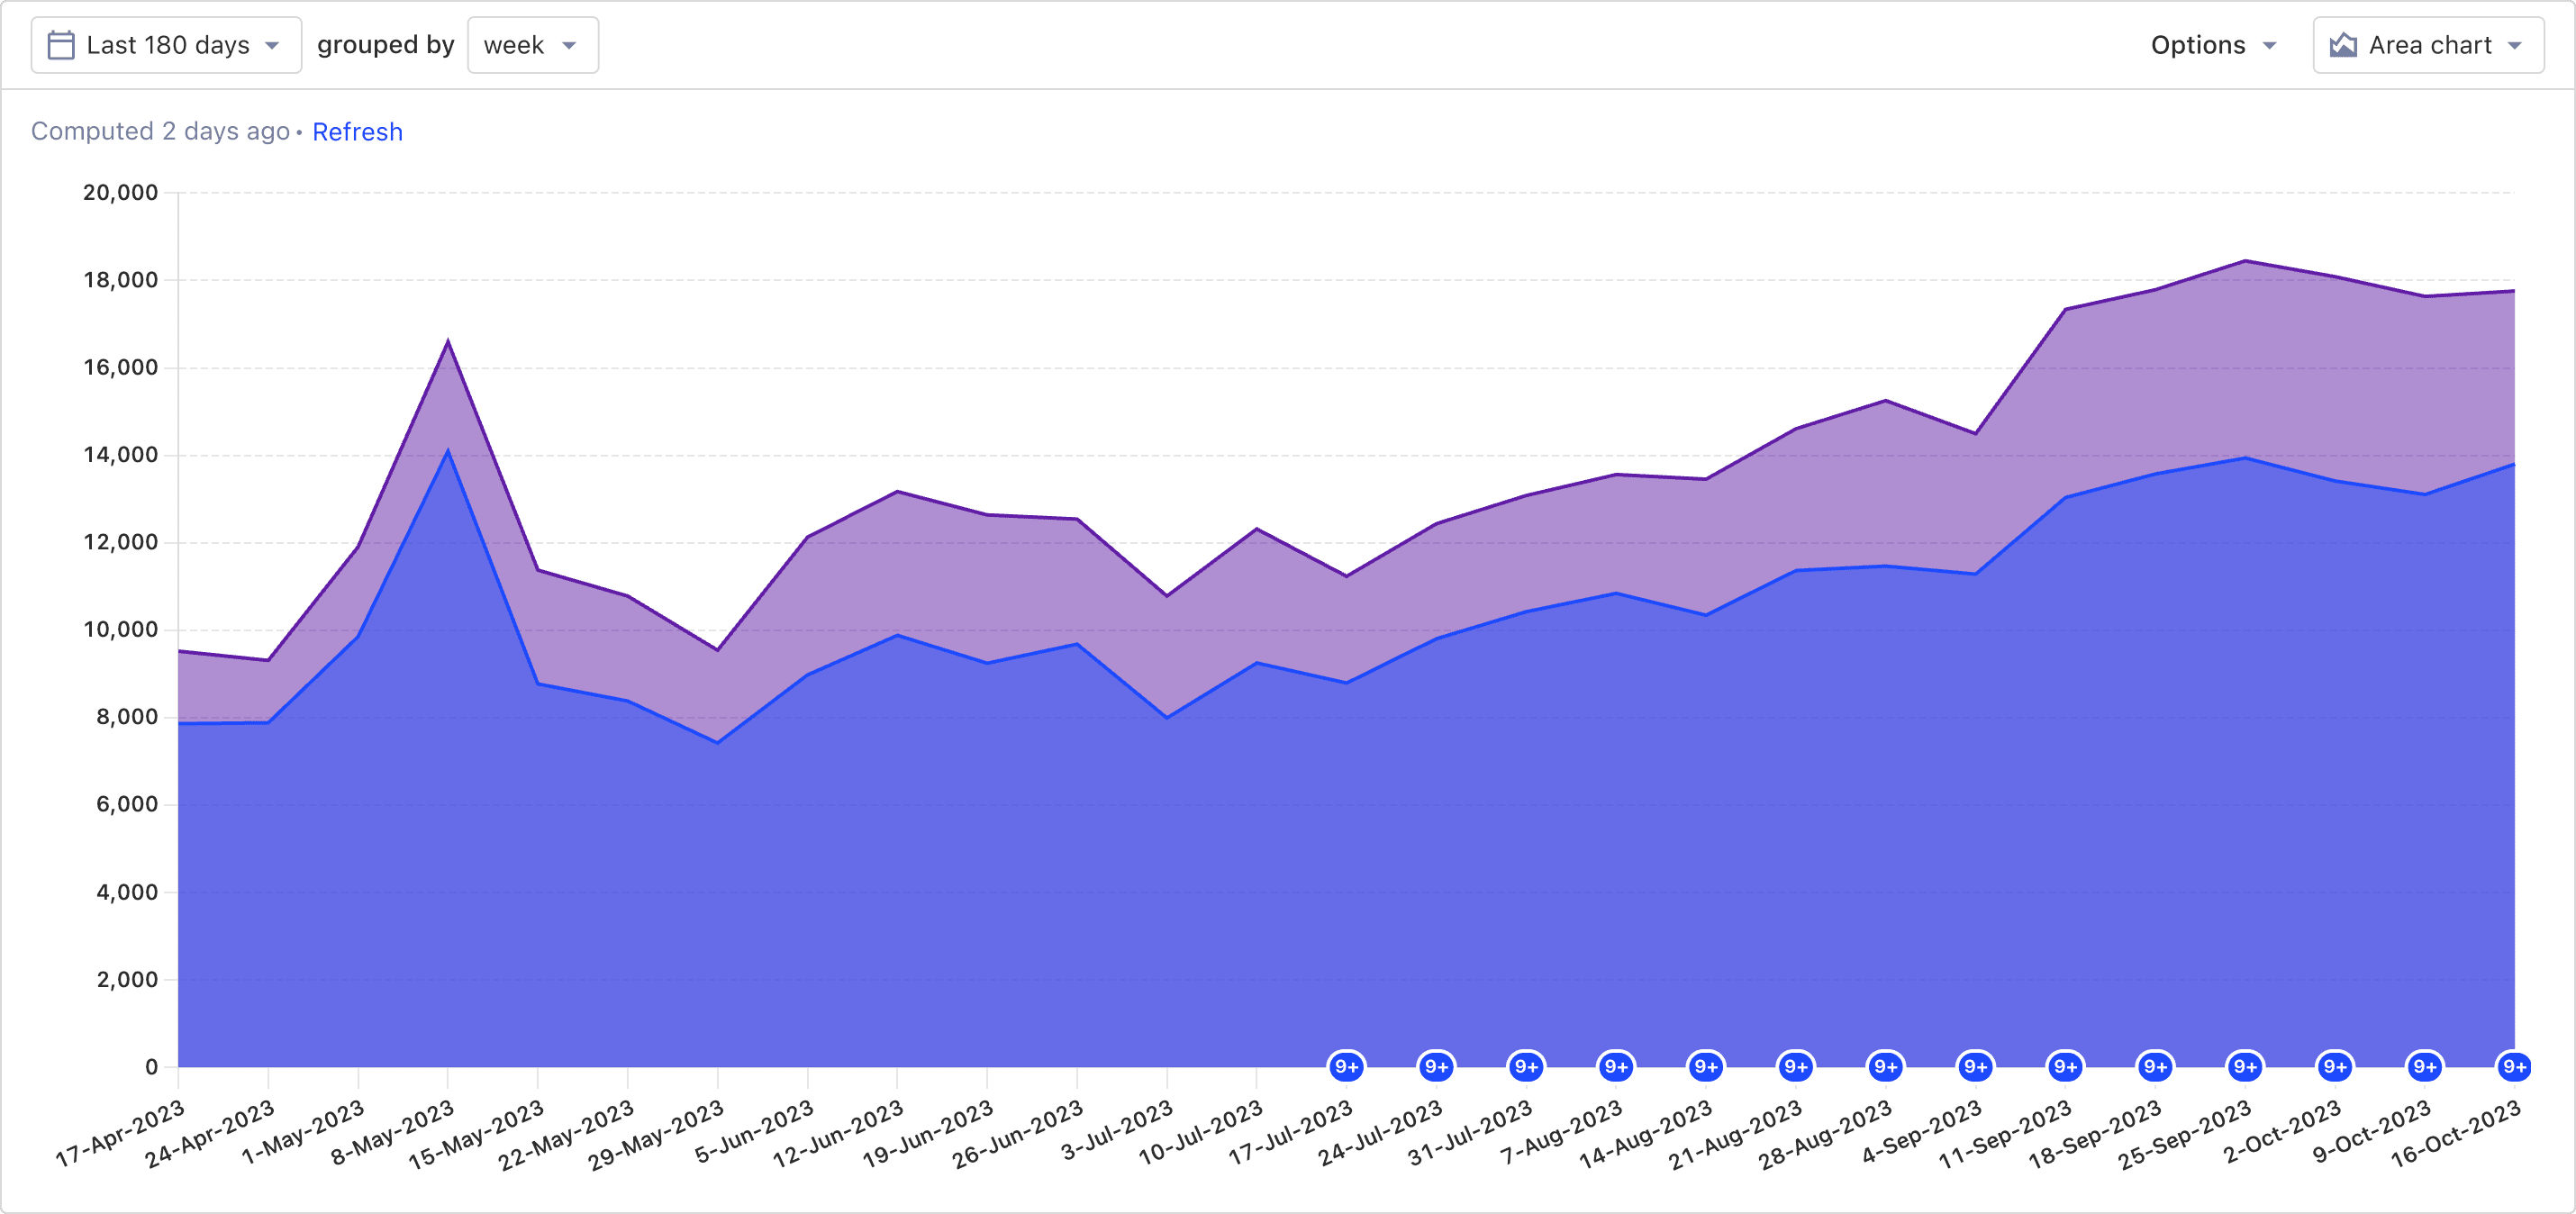 Last 180 days grouped by week Options Area chart
Computed 2 days ago • Refresh
20,000
18,000
16,000
14,000
12,000
10,000
8,000
6,000
4,000
2,000
0
9+ 9+ 9+ 9+ 9+ 9+ 9+ 9+ 9+ 9+ 9+ 9+ 9+ 9+
17-Apr-2023 24-Apr-2023 1-May-2023 8-May-2023 15-May-2023 22-May-2023 29-May-2023 5-Jun-2023 12-Jun-2023 19-Jun-2023 26-Jun-2023 3-Jul-2023 10-Jul-2023 17-Jul-2023 24-Jul-2023 31-Jul-2023 7-Aug-2023 14-Aug-2023 21-Aug-2023 28-Aug-2023 4-Sep-2023 11-Sep-2023 18-Sep-2023 25-Sep-2023 2-Oct-2023 9-Oct-2023 16-Oct-2023